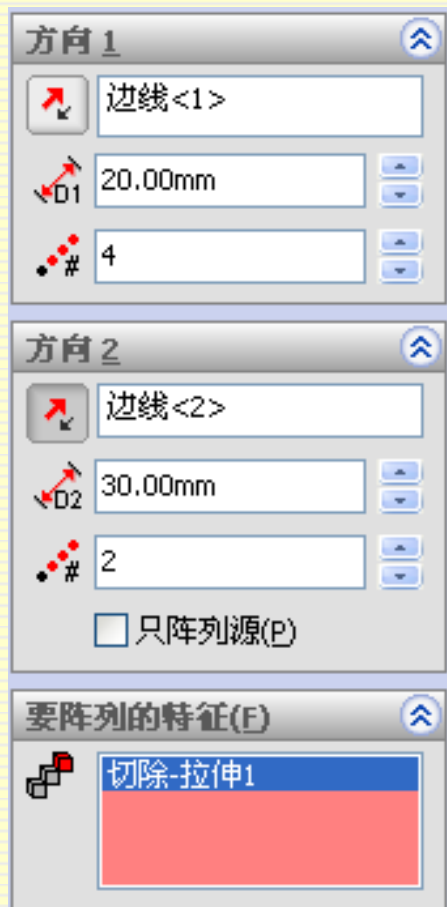 方向 1
边线<1>
D1 20.00mm
# 4
方向 2
边线<2>
D2 30.00mm
# 2
只阵列源(P)
要阵列的特征(F)
切除-拉伸1